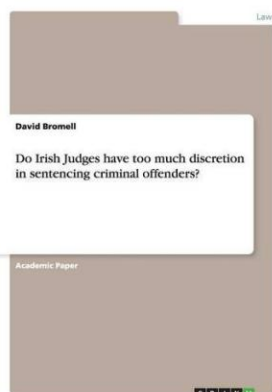 Law
David Bromell
Do Irish Judges have too much discretion
in sentencing criminal offenders?
Academic Paper